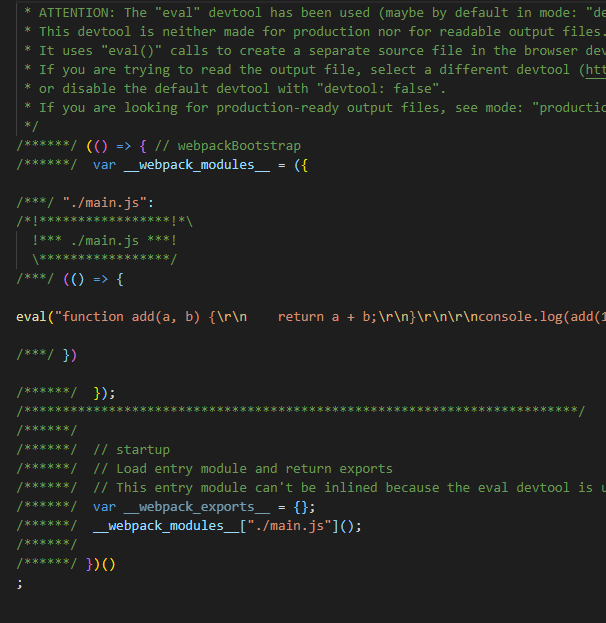 * ATTENTION: The "eval" devtool has been used (maybe by default in mode: "de
* This devtool is neither made for production nor for readable output files.
* It uses "eval()" calls to create a separate source file in the browser dev
* If you are trying to read the output file, select a different devtool (htt
* or disable the default devtool with "devtool: false".
* If you are looking for production-ready output files, see mode: "productio
*/
/******/ (() => { // webpackBootstrap
/******/  var __webpack_modules__ = ({

/***/ "./main.js":
/*!*****************!*\
  !*** ./main.js ***!
  \*****************/
/***/ (() => {

eval("function add(a, b) {\r\n    return a + b;\r\n}\r\n\r\nconsole.log(add(1

/***/ })

/******/  });
/************************************************************************/
/******/
/******/  // startup
/******/  // Load entry module and return exports
/******/  // This entry module can't be inlined because the eval devtool is u
/******/  var __webpack_exports__ = {};
/******/  __webpack_modules__["./main.js"]();
/******/
/******/ })()
;